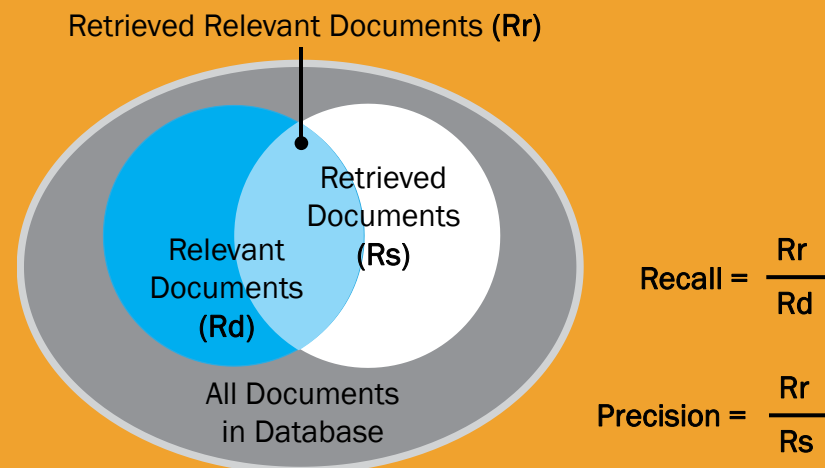 Retrieved Relevant Documents (Rr)
Retrieved
Documents
(Rs)
Relevant
Documents
(Rd)
All Documents
in Database
Recall = Rr
Rd
Precision = Rr
Rs